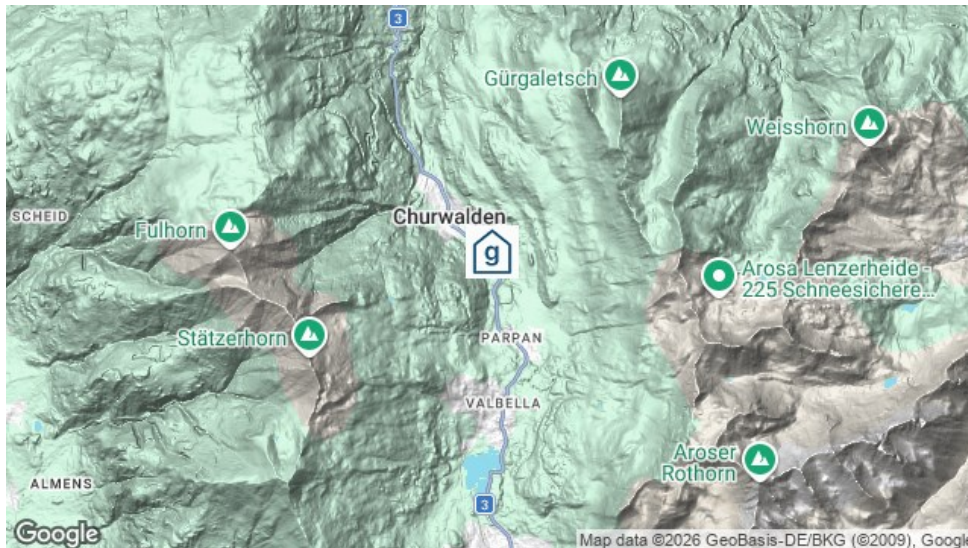 3
Gürgaletsch
Weisshorn
SCHEID
Churwalden
Fulhorn
g
Arosa Lenzerheide -
225 Schneesichere...
Stätzerhorn
PARPAN
VALBELLA
Aroser
Rothorn
ALMENS
3
Google
Map data ©2026 GeoBasis-DE/BKG (©2009), Google